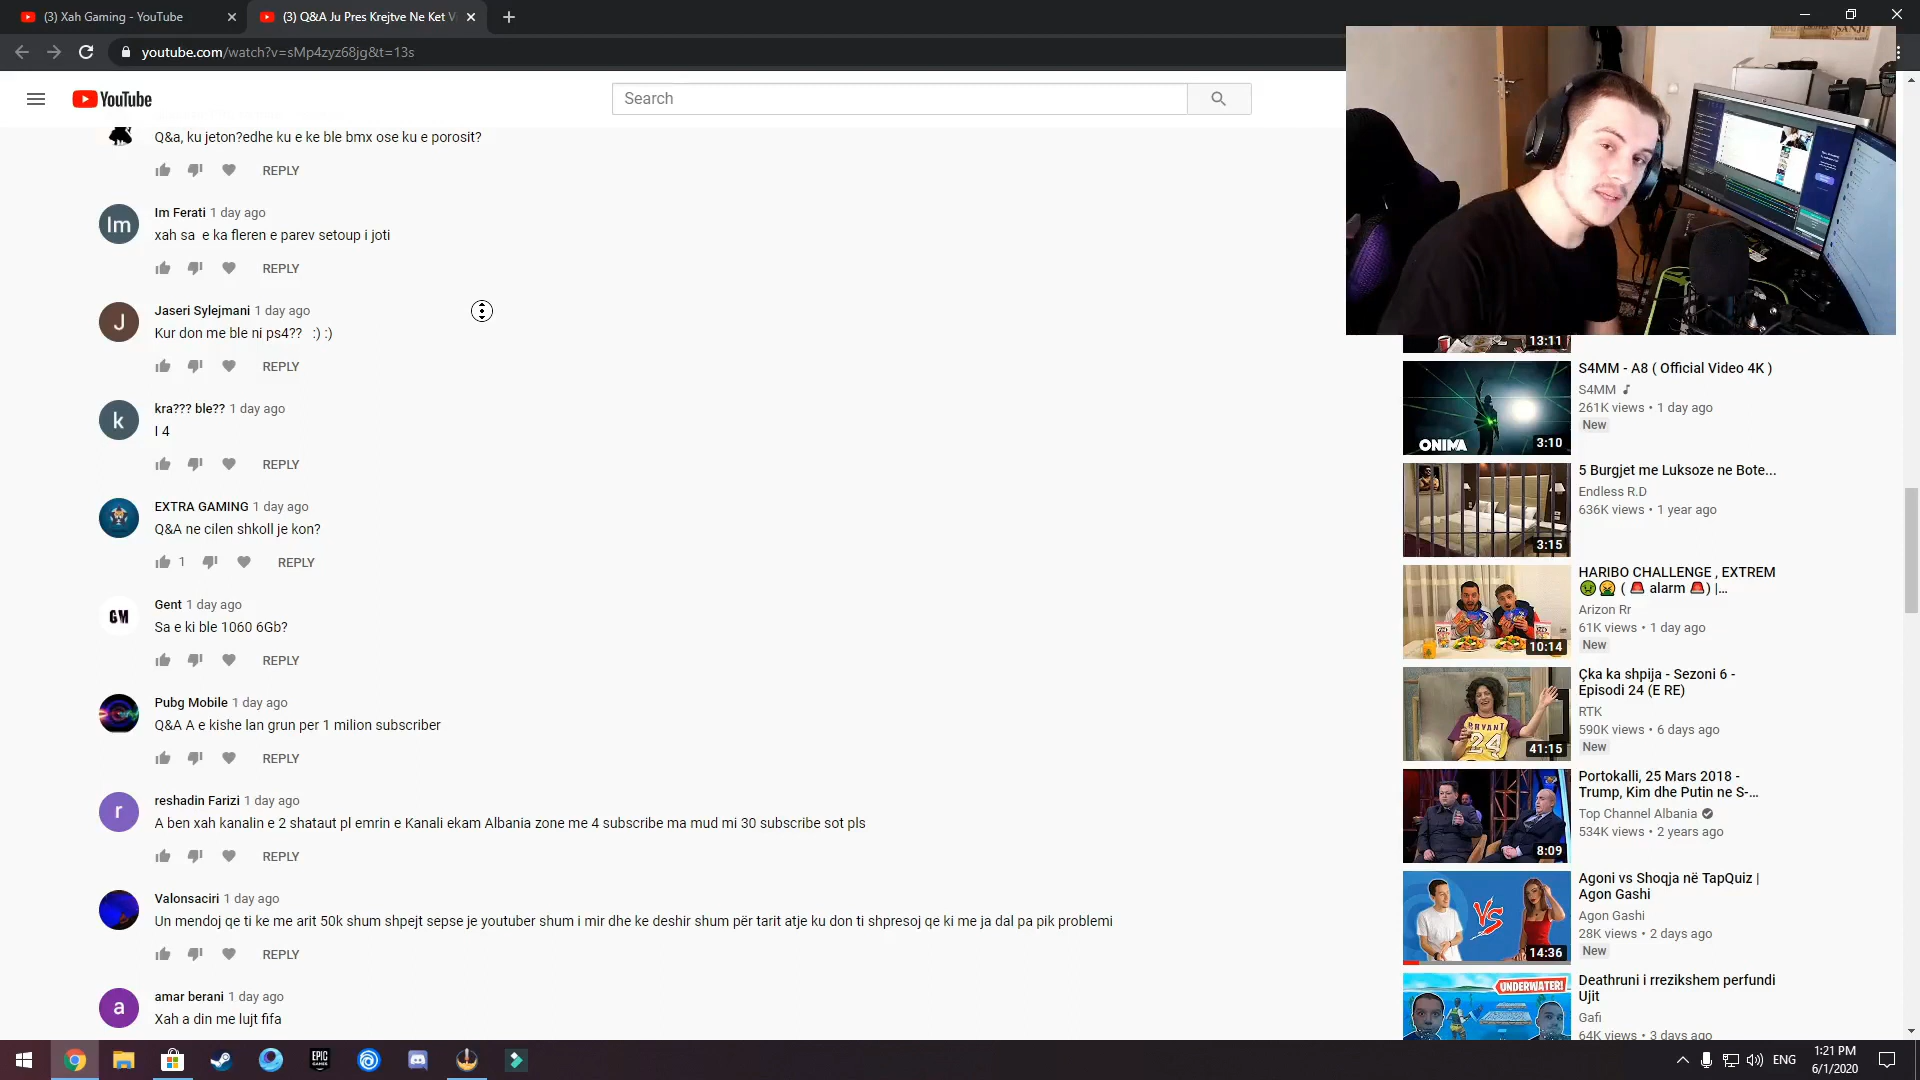 (3) Xah Gaming - YouTube
(3) Q&A Ju Pres Krejtve Ne Ket V
youtube.com/watch?v=sMp4zyz68jg&t=13s
YouTube
Search
Q&a, ku jeton?edhe ku e ke ble bmx ose ku e porosit?
REPLY
Im
Im Ferati 1 day ago
xah sa e ka fleren e parev setoup i joti
REPLY
J
Jaseri Sylejmani 1 day ago
Kur don me ble ni ps4?? :) :)
REPLY
k
kra??? ble?? 1 day ago
I 4
REPLY
EXTRA GAMING 1 day ago
Q&A ne cilen shkoll je kon?
1 REPLY
GM
Gent 1 day ago
Sa e ki ble 1060 6Gb?
REPLY
Pubg Mobile 1 day ago
Q&A A e kishe lan grun per 1 milion subscriber
REPLY
r
reshadin Farizi 1 day ago
A ben xah kanalin e 2 shataut pl emrin e Kanali ekam Albania zone me 4 subscribe ma mud mi 30 subscribe sot pls
REPLY
Valonsaciri 1 day ago
Un mendoj qe ti ke me arit 50k shum shpejt sepse je youtuber shum i mir dhe ke deshir shum për tarit atje ku don ti shpresoj qe ki me ja dal pa pik problemi
REPLY
a
amar berani 1 day ago
Xah a din me lujt fifa
SANJI
13:11
S4MM - A8 ( Official Video 4K )
S4MM
261K views • 1 day ago
New
ONIMA
3:10
5 Burgjet me Luksoze ne Bote...
Endless R.D
636K views • 1 year ago
3:15
HARIBO CHALLENGE , EXTREM
🤢🤮 ( 🚨 alarm 🚨) |...
Arizon Rr
61K views • 1 day ago
New
10:14
Çka ka shpija - Sezoni 6 -
Episodi 24 (E RE)
RTK
590K views • 6 days ago
New
BRYANT
24
41:15
Portokalli, 25 Mars 2018 -
Trump, Kim dhe Putin ne S-...
Top Channel Albania
534K views • 2 years ago
8:09
Agoni vs Shoqja në TapQuiz |
Agon Gashi
Agon Gashi
28K views • 2 days ago
New
VS
14:36
Deathruni i rrezikshem perfundi
Ujit
Gafi
64K views • 3 days ago
UNDERWATER!
EPIC
GAMES
ENG
1:21 PM
6/1/2020